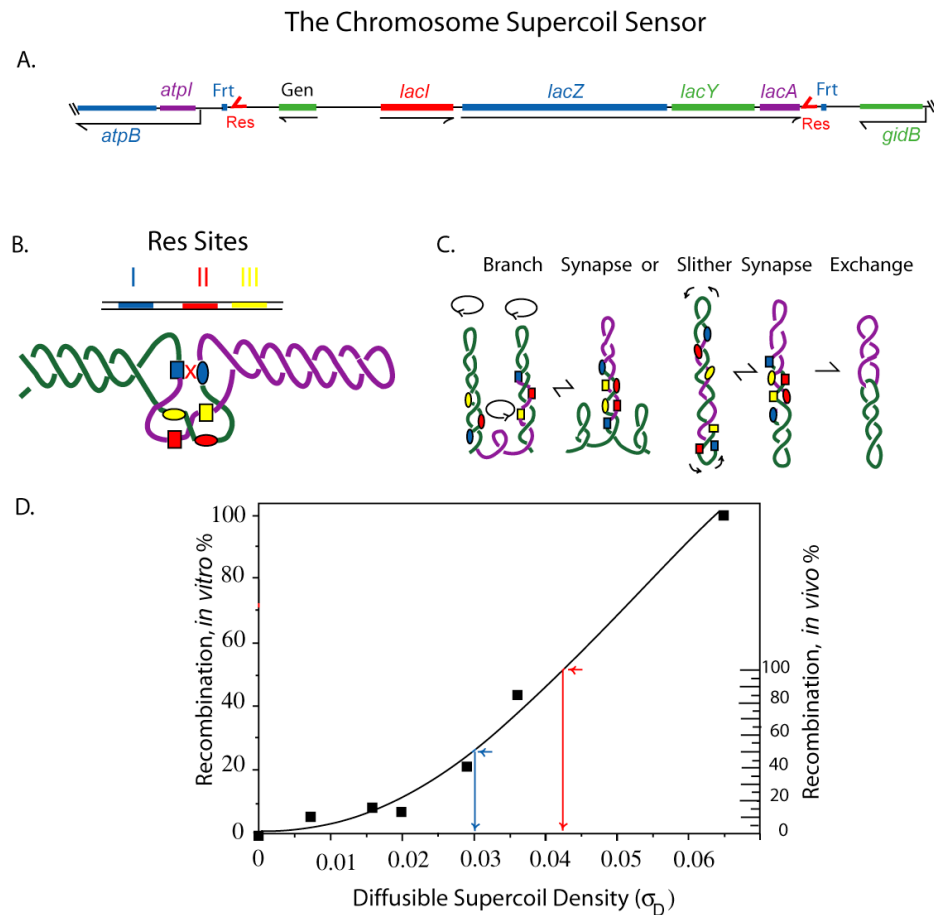 The Chromosome Supercoil Sensor
A.
atpI Frt Gen lacI lacZ lacY lacA Frt
Res Res
atpB gidB
B. Res Sites
I II III
X
C.
Branch Synapse or Slither Synapse Exchange
D.
Recombination, in vitro %
100
80
60
40
20
0
0 0.01 0.02 0.03 0.04 0.05 0.06
Diffusible Supercoil Density (σD)
100
80
60
40
20
0
Recombination, in vivo %